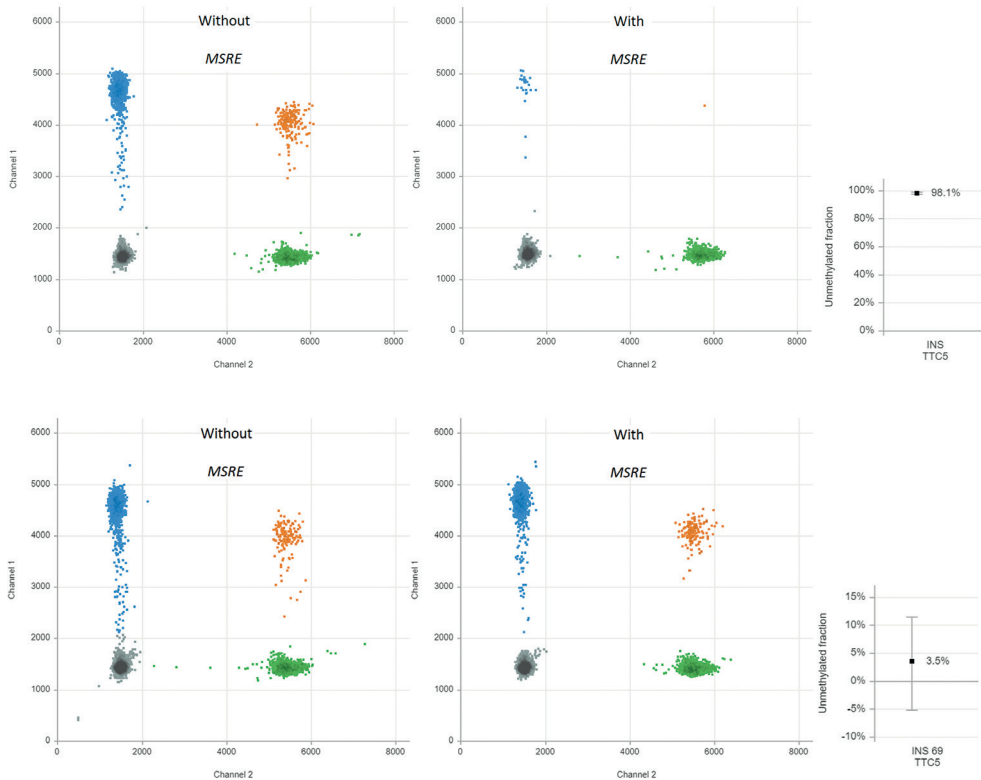 Without
MSRE
6000
5000
4000
3000
2000
1000
0
Channel 1
0 2000 4000 6000 8000
Channel 2
With
MSRE
6000
5000
4000
3000
2000
1000
0
Channel 1
0 2000 4000 6000 8000
Channel 2
100%
80%
60%
40%
20%
0%
Unmethylated fraction
98.1%
INS
TTC5
Without
MSRE
6000
5000
4000
3000
2000
1000
0
Channel 1
0 2000 4000 6000 8000
Channel 2
With
MSRE
6000
5000
4000
3000
2000
1000
0
Channel 1
0 2000 4000 6000 8000
Channel 2
15%
10%
5%
0%
-5%
-10%
Unmethylated fraction
3.5%
INS 69
TTC5